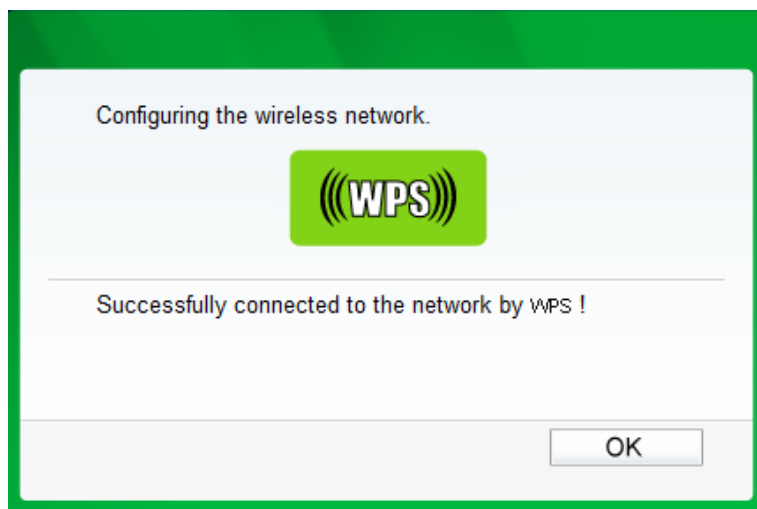 Configuring the wireless network.
(((WPS)))
Successfully connected to the network by WPS !
OK